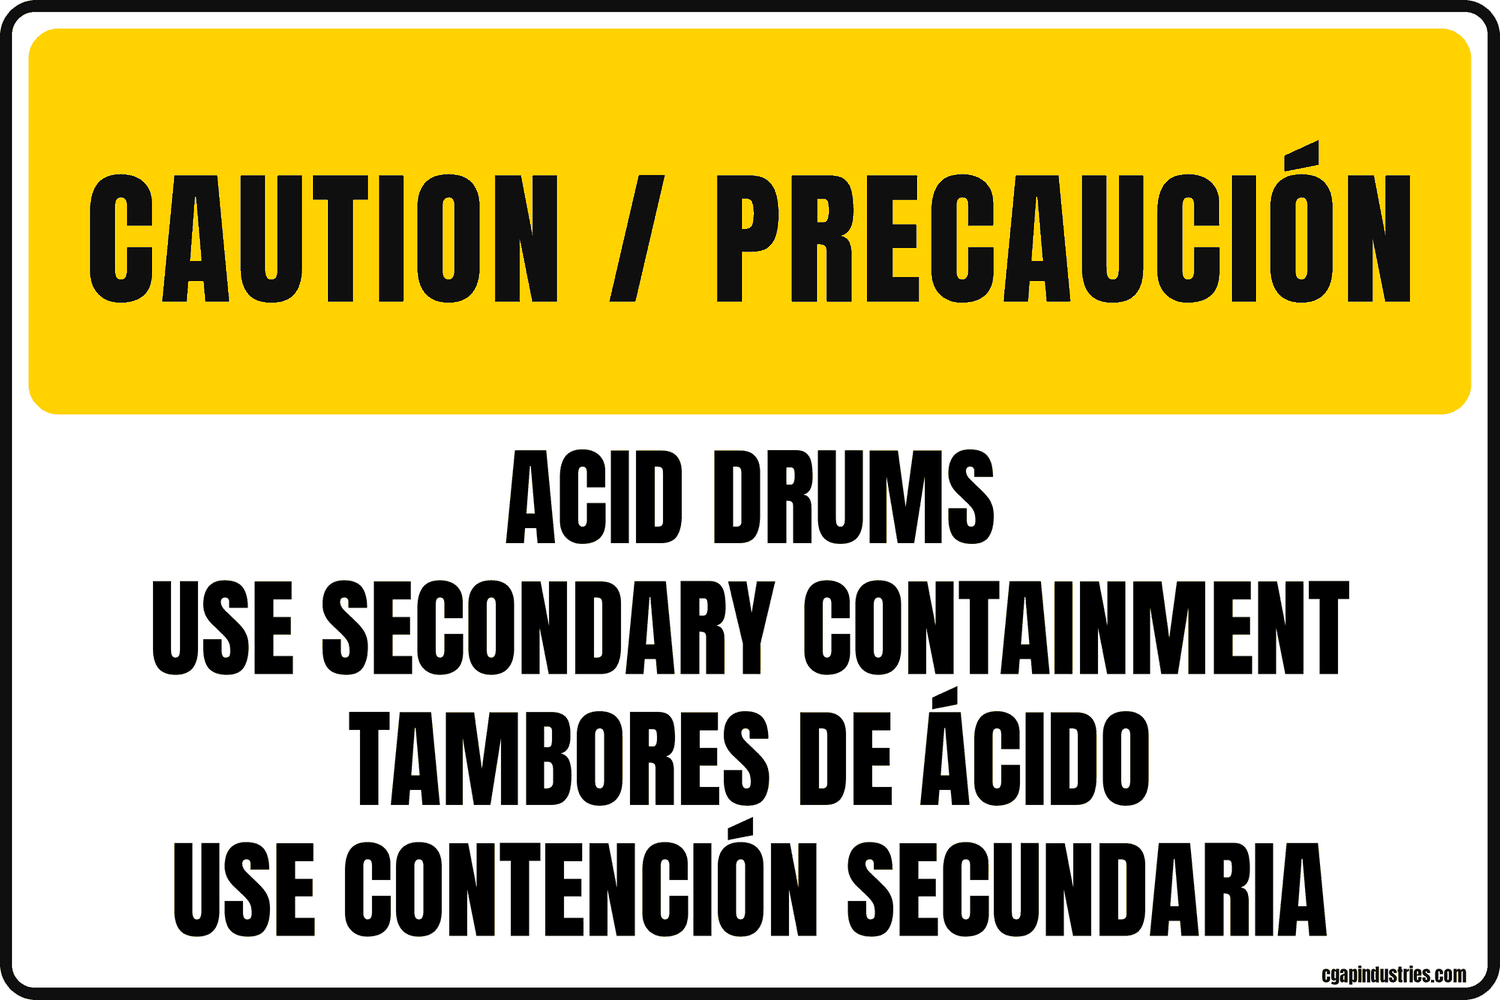 CAUTION / PRECAUCIÓN
ACID DRUMS
USE SECONDARY CONTAINMENT
TAMBORES DE ÁCIDO
USE CONTENCIÓN SECUNDARIA
cgapindustries.com